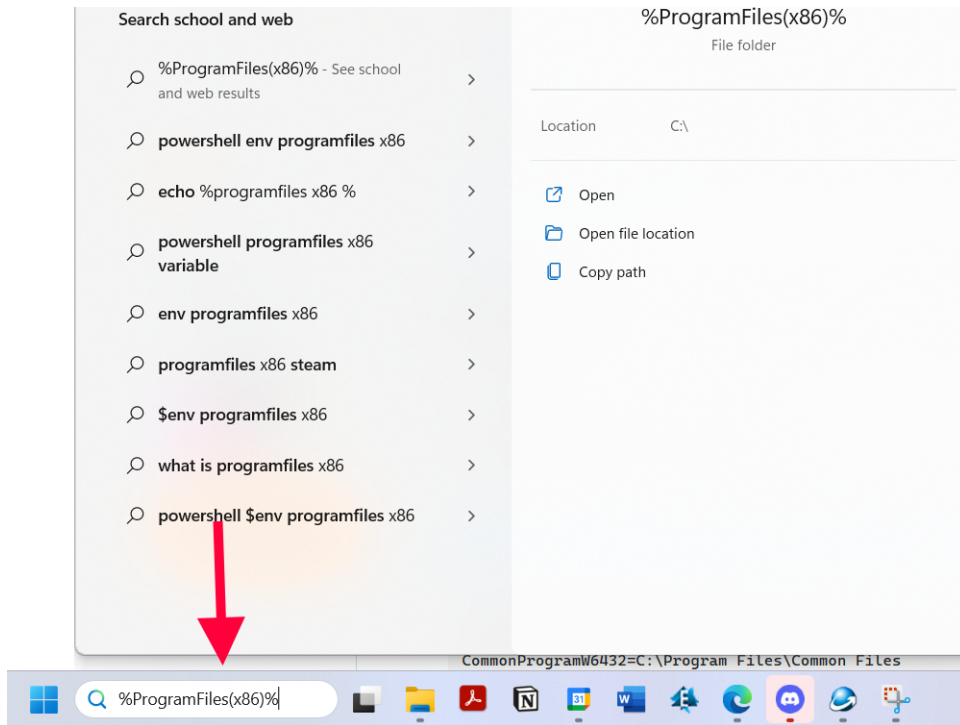 Search school and web
%ProgramFiles(x86)% - See school
and web results
powershell env programfiles x86
echo %programfiles x86 %
powershell programfiles x86
variable
env programfiles x86
programfiles x86 steam
$env programfiles x86
what is programfiles x86
powershell $env programfiles x86
%ProgramFiles(x86)%
File folder
Location C:\
Open
Open file location
Copy path
CommonProgramW6432=C:\Program Files\Common Files
%ProgramFiles(x86)%
31